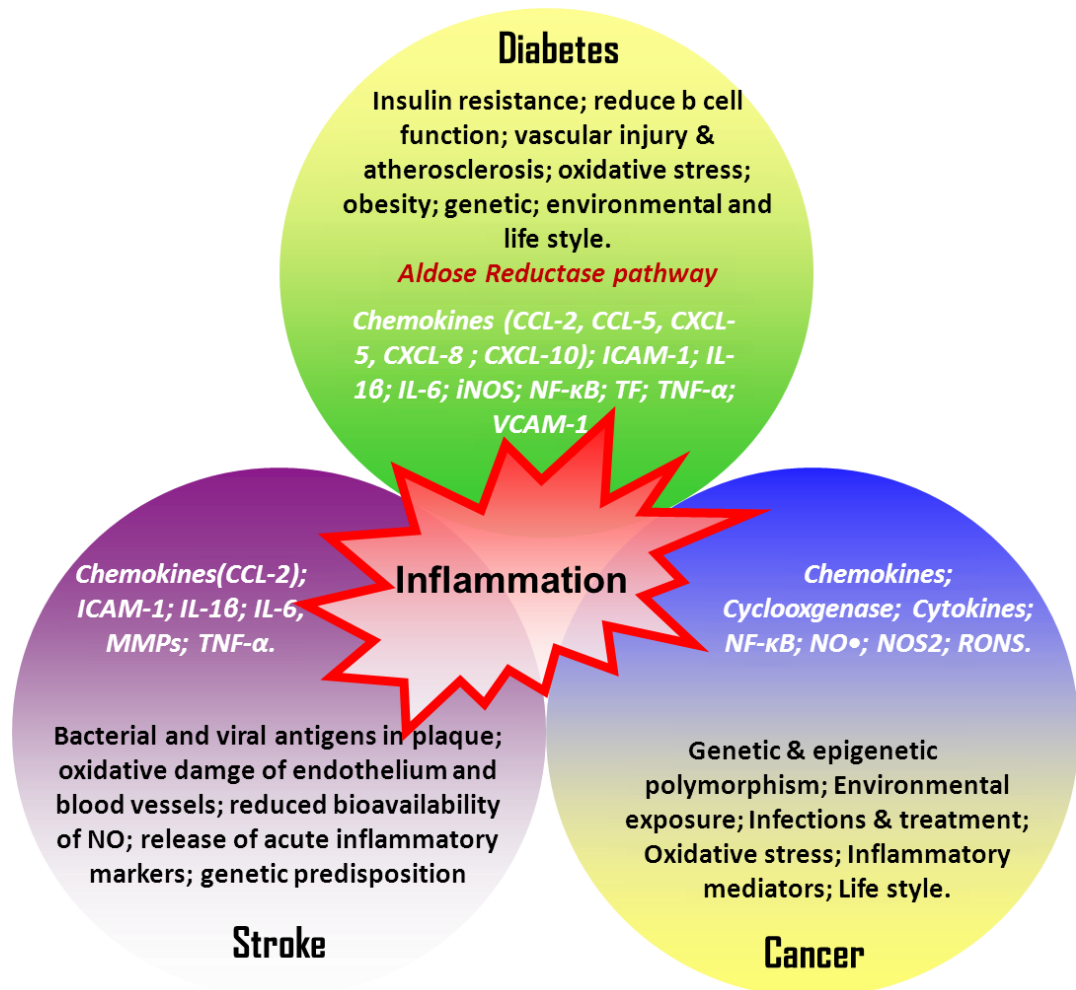 Diabetes
Insulin resistance; reduce b cell
function; vascular injury &
atherosclerosis; oxidative stress;
obesity; genetic; environmental and
life style.
Aldose Reductase pathway
Chemokines (CCL-2, CCL-5, CXCL-
5, CXCL-8 ; CXCL-10); ICAM-1; IL-
1β; IL-6; iNOS; NF-κB; TF; TNF-α;
VCAM-1
Inflammation
Chemokines(CCL-2);
ICAM-1; IL-1β; IL-6,
MMPs; TNF-α.
Bacterial and viral antigens in plaque;
oxidative damge of endothelium and
blood vessels; reduced bioavailability
of NO; release of acute inflammatory
markers; genetic predisposition
Stroke
Chemokines;
Cyclooxgenase; Cytokines;
NF-κB; NO•; NOS2; RONS.
Genetic & epigenetic
polymorphism; Environmental
exposure; Infections & treatment;
Oxidative stress; Inflammatory
mediators; Life style.
Cancer